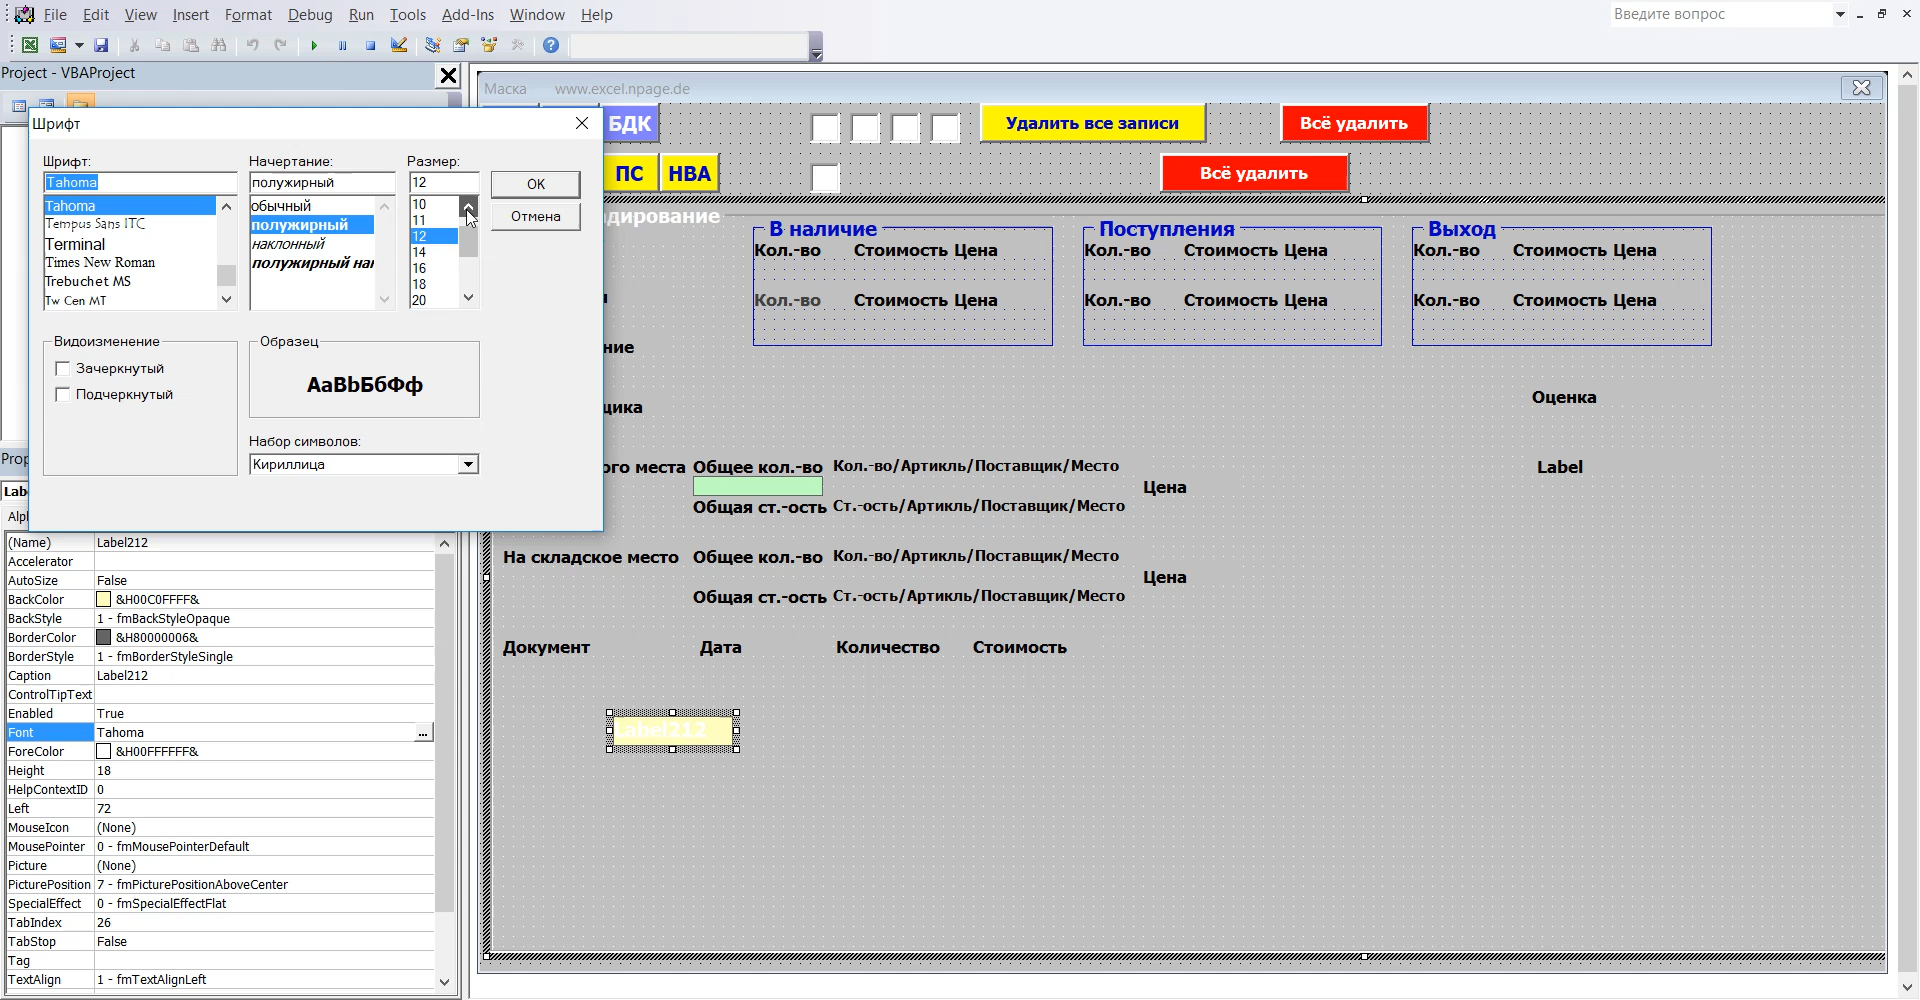 File Edit View Insert Format Debug Run Tools Add-Ins Window Help
Введите вопрос
Project - VBAProject
Маска www.excel.npage.de
БДК
Удалить все записи
Всё удалить
ПС НВА
Всё удалить
Шрифт
Шрифт:
Tahoma
Tahoma
Tempus Sans ITC
Terminal
Times New Roman
Trebuchet MS
Tw Cen MT
Начертание:
полужирный
обычный
полужирный
наклонный
полужирный нак
Размер:
12
10
11
12
14
16
18
20
OK
Отмена
Видоизменение
Зачеркнутый
Подчеркнутый
Образец
AaBbБбФф
Набор символов:
Кириллица
дирование
В наличие
Кол.-во Стоимость Цена
Кол.-во Стоимость Цена
Поступления
Кол.-во Стоимость Цена
Кол.-во Стоимость Цена
Выход
Кол.-во Стоимость Цена
Кол.-во Стоимость Цена
ние
щика
Оценка
ого места Общее кол.-во Кол.-во/Артикль/Поставщик/Место
Label
Цена
Общая ст.-ость Ст.-ость/Артикль/Поставщик/Место
На складское место Общее кол.-во Кол.-во/Артикль/Поставщик/Место
Цена
Общая ст.-ость Ст.-ость/Артикль/Поставщик/Место
Документ Дата Количество Стоимость
Label212
Prop
Lab
Alpl
(Name) Label212
Accelerator
AutoSize False
BackColor &H00C0FFFF&
BackStyle 1 - fmBackStyleOpaque
BorderColor &H80000006&
BorderStyle 1 - fmBorderStyleSingle
Caption Label212
ControlTipText
Enabled True
Font Tahoma ...
ForeColor &H00FFFFFF&
Height 18
HelpContextID 0
Left 72
MouseIcon (None)
MousePointer 0 - fmMousePointerDefault
Picture (None)
PicturePosition 7 - fmPicturePositionAboveCenter
SpecialEffect 0 - fmSpecialEffectFlat
TabIndex 26
TabStop False
Tag
TextAlign 1 - fmTextAlignLeft